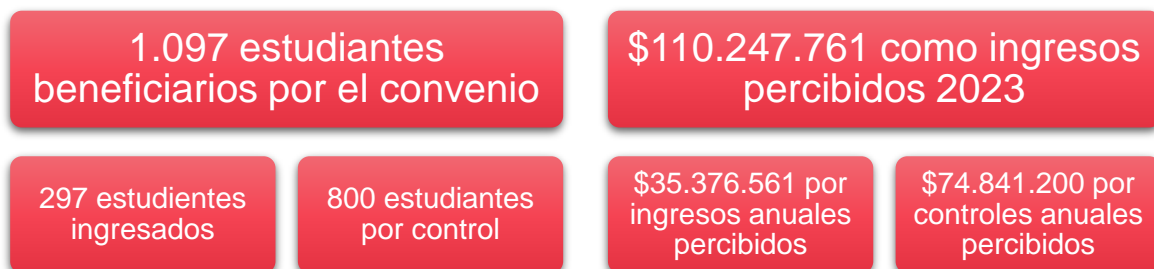 1.097 estudiantes
beneficiarios por el convenio
$110.247.761 como ingresos
percibidos 2023
297 estudientes
ingresados
800 estudiantes
por control
$35.376.561 por
ingresos anuales
percibidos
$74.841.200 por
controles anuales
percibidos